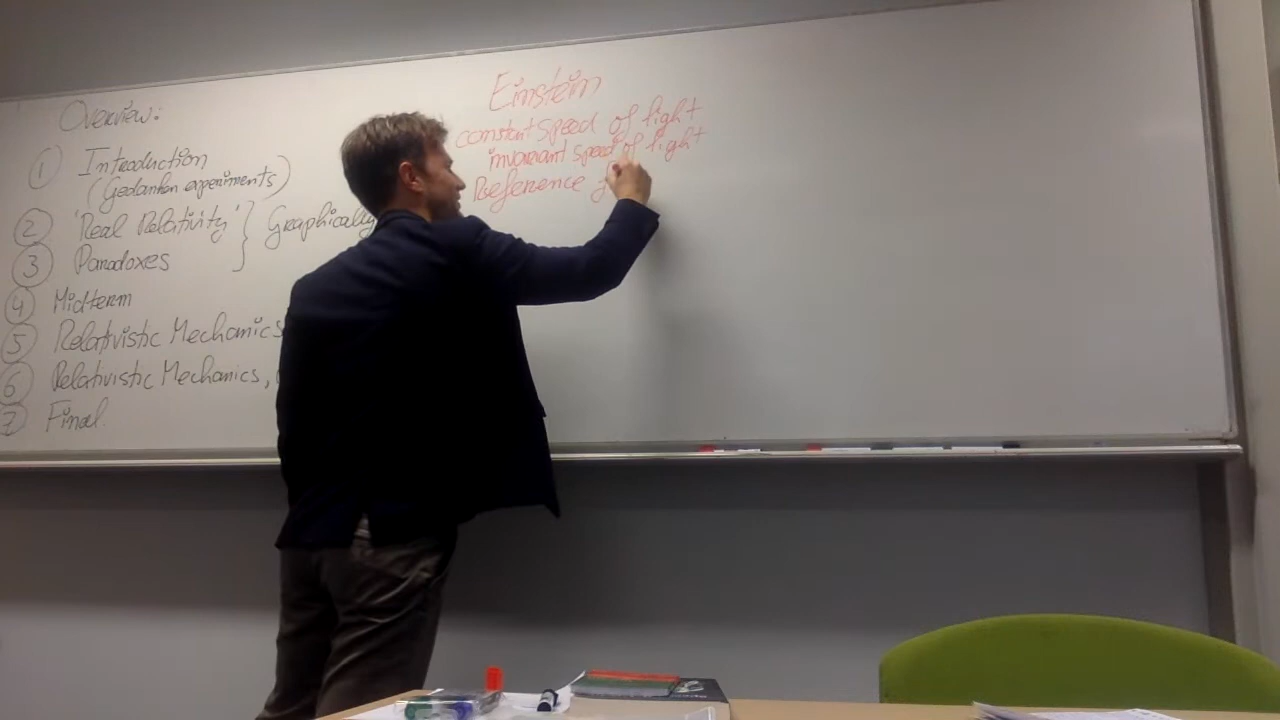 Overview:
① Introduction
(Gedanken experiments)
② 'Real Relativity' } Graphically
③ Paradoxes
④ Midterm
⑤ Relativistic Mechanics
⑥ Relativistic Mechanics,
⑦ Final.
Einstein
constant speed of light
invariant speed of light
Reference